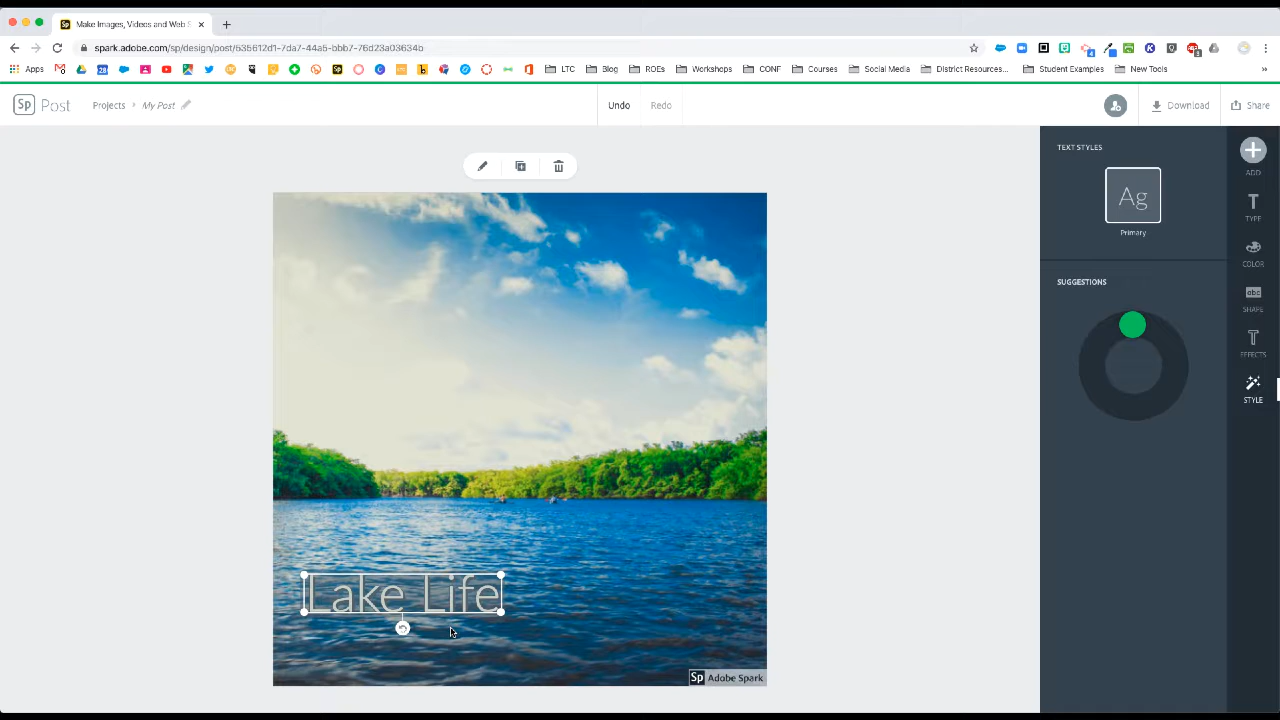 Make Images, Videos and Web S
spark.adobe.com/sp/design/post/635612d1-7da7-44a5-bbb7-76d23a03634b
Apps
LTC
Blog
ROEs
Workshops
CONF
Courses
Social Media
District Resources...
Student Examples
New Tools
Sp Post
Projects > My Post
Undo
Redo
Download
Share
TEXT STYLES
Ag
Primary
SUGGESTIONS
ADD
TYPE
COLOR
abc
SHAPE
EFFECTS
STYLE
Lake Life
Sp Adobe Spark